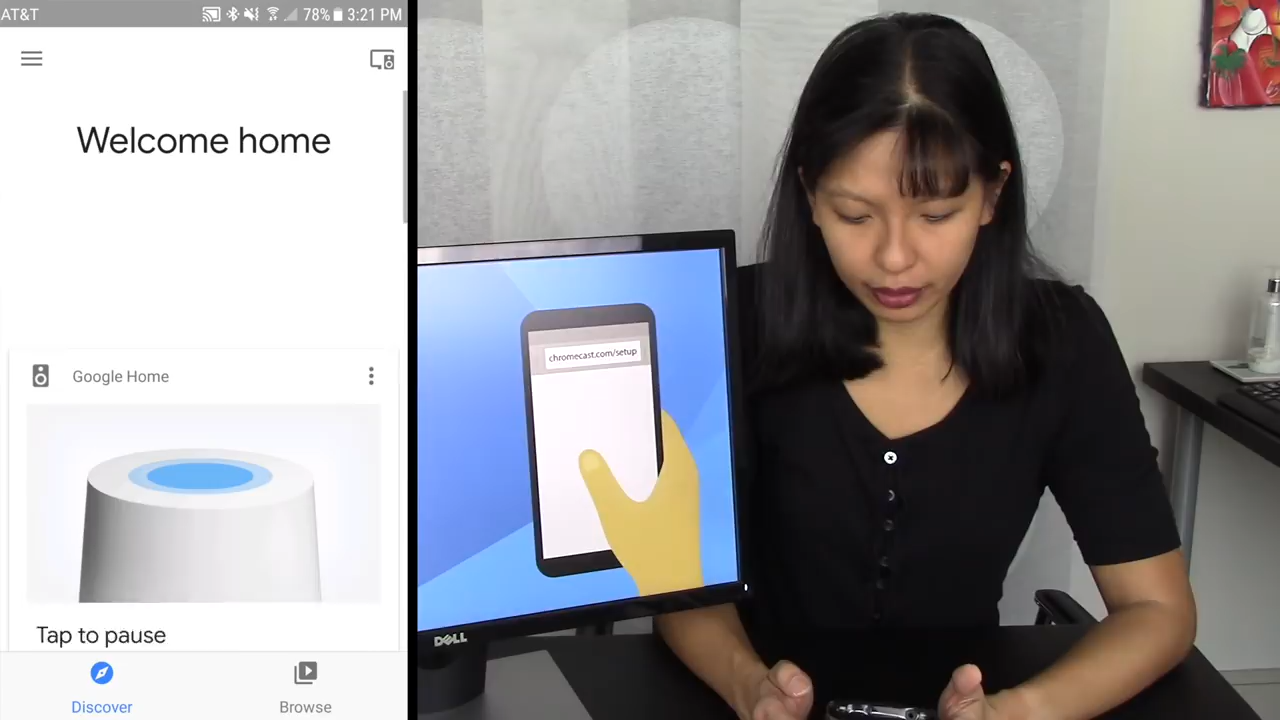 AT&T 78% 3:21 PM
Welcome home
Google Home
Tap to pause
Discover
Browse
chromecast.com/setup
DELL